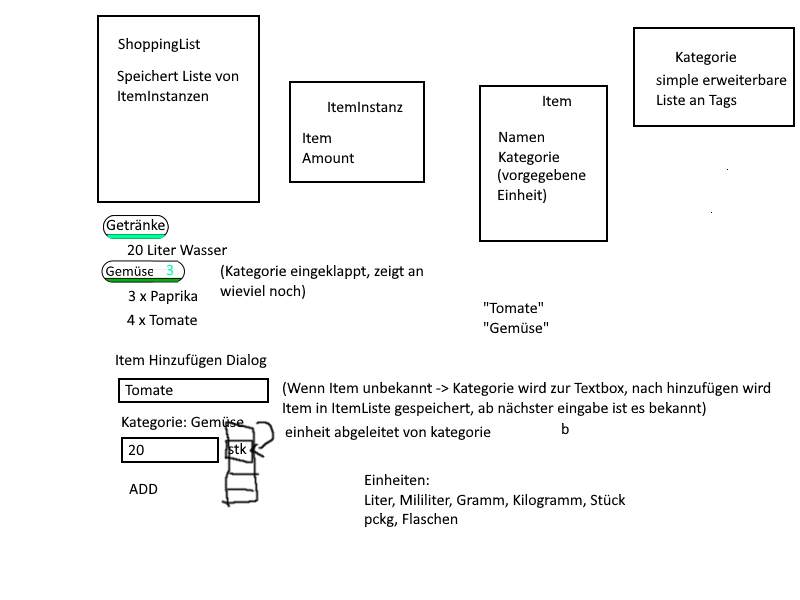 ShoppingList
Speichert Liste von
ItemInstanzen
ItemInstanz
Item
Amount
Item
Namen
Kategorie
(vorgegebene
Einheit)
Kategorie
simple erweiterbare
Liste an Tags
Getränke
20 Liter Wasser
Gemüse 3
(Kategorie eingeklappt, zeigt an
wieviel noch)
3 x Paprika
4 x Tomate
"Tomate"
"Gemüse"
Item Hinzufügen Dialog
Tomate
(Wenn Item unbekannt -> Kategorie wird zur Textbox, nach hinzufügen wird
Item in ItemListe gespeichert, ab nächster eingabe ist es bekannt)
Kategorie: Gemüse
einheit abgeleitet von kategorie
b
20
stk
ADD
Einheiten:
Liter, Mililiter, Gramm, Kilogramm, Stück
pckg, Flaschen